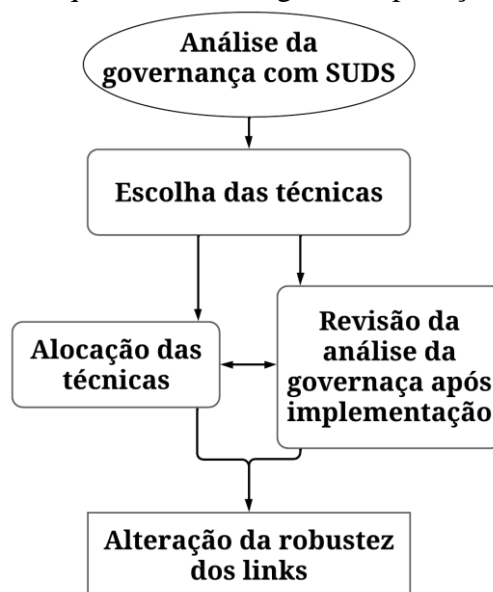 Análise da
governança com SUDS
Escolha das técnicas
Alocação das
técnicas
Revisão da
análise da
governaça após
implementação
Alteração da robustez
dos links